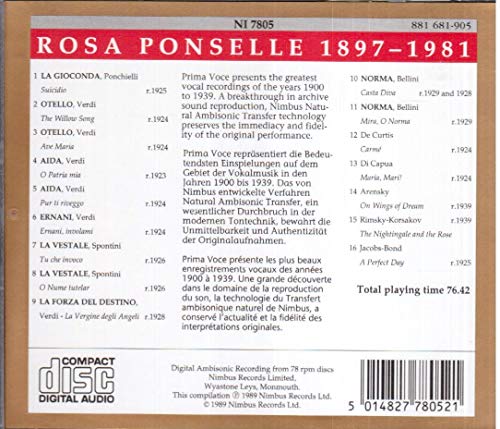 NI 7805
881 681-905
ROSA PONSELLE 1897-1981
1 LA GIOCONDA, Ponchielli
Suicidio r.1925
2 OTELLO, Verdi
The Willow Song r.1924
3 OTELLO, Verdi
Ave Maria r.1924
4 AIDA, Verdi
O Patria mia r.1923
5 AIDA, Verdi
Pur ti riveggo r.1924
6 ERNANI, Verdi
Ernani, involami r.1924
7 LA VESTALE, Spontini
Tu che invoco r.1926
8 LA VESTALE, Spontini
O Nume tutelar r.1926
9 LA FORZA DEL DESTINO,
Verdi - La Vergine degli Angeli r.1928
Prima Voce presents the greatest
vocal recordings of the years 1900
to 1939. A breakthrough in archive
sound reproduction, Nimbus Natural
Ambisonic Transfer technology
preserves the immediacy and fidel-
ity of the original performance.
Prima Voce repräsentiert die Bedeu-
tendsten Einspielungen auf dem
Gebiet der Vokalmusik in den
Jahren 1900 bis 1939. Das von
Nimbus entwickelte Verfahren
Natural Ambisonic Transfer, ein
wesentlicher Durchbruch in der
modernen Tontechnik, bewahrt die
Unmittelbarkeit und Authentizität
der Originalaufnahmen.
Prima Voce présente les plus beaux
enregistrements vocaux des années
1900 à 1939. Une grande découverte
dans le domaine de la reproduction
du son, la technologie du Transfert
ambisonique naturel de Nimbus, a
conservé l'actualité et la fidélité des
interprétations originales.
10 NORMA, Bellini
Casta Diva r.1929 and 1928
11 NORMA, Bellini
Mira, O Norma r.1929
12 De Curtis
Carmé r.1924
13 Di Capua
Maria, Mari! r.1924
14 Arensky
On Wings of Dream r.1939
15 Rimsky-Korsakov r.1939
The Nightingale and the Rose
16 Jacobs-Bond
A Perfect Day r.1925
Total playing time 76.42
COMPACT
disc
DIGITAL AUDIO
Digital Ambisonic Recording from 78 rpm discs
Nimbus Records Limited,
Wyastone Leys, Monmouth.
This compilation Ⓟ 1989 Nimbus Records Ltd.
© 1989 Nimbus Records Ltd.
5 014827 780521